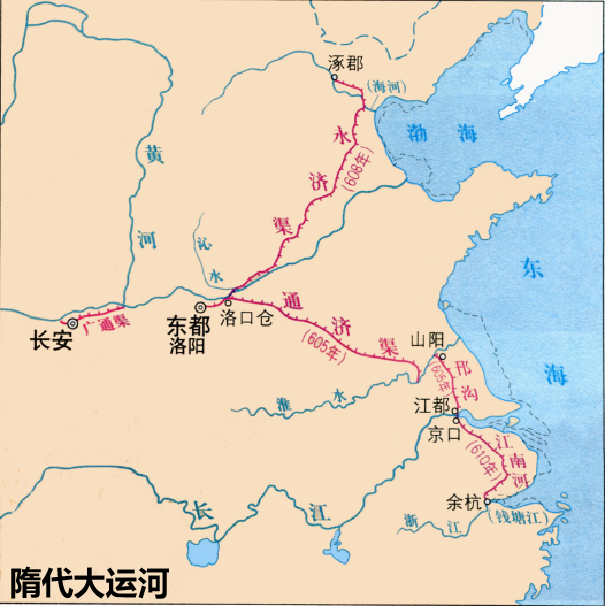 涿郡
(海河)
渤海
永济渠
(608年)
黄河
沁水
东海
长安
广通渠
东都
洛阳
洛口仓
通济渠
(605年)
山阳
邗沟
(605年)
淮水
江都
京口
江南河
(610年)
余杭
(钱塘江)
浙江
长江
隋代大运河